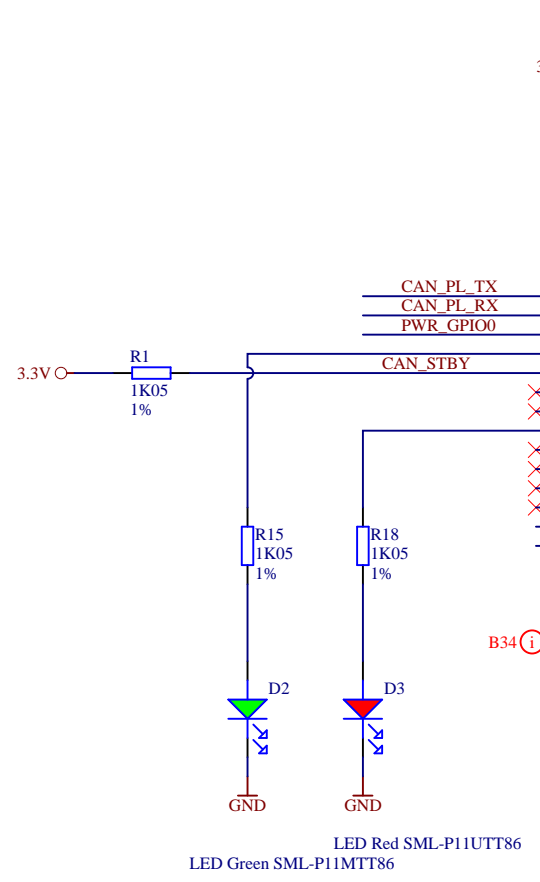 CAN_PL_TX
CAN_PL_RX
PWR_GPIO0
R1
CAN_STBY
3.3V
1K05
1%
R15
1K05
1%
R18
1K05
1%
B34 i
D2
D3
GND
GND
LED Red SML-P11UTT86
LED Green SML-P11MTT86